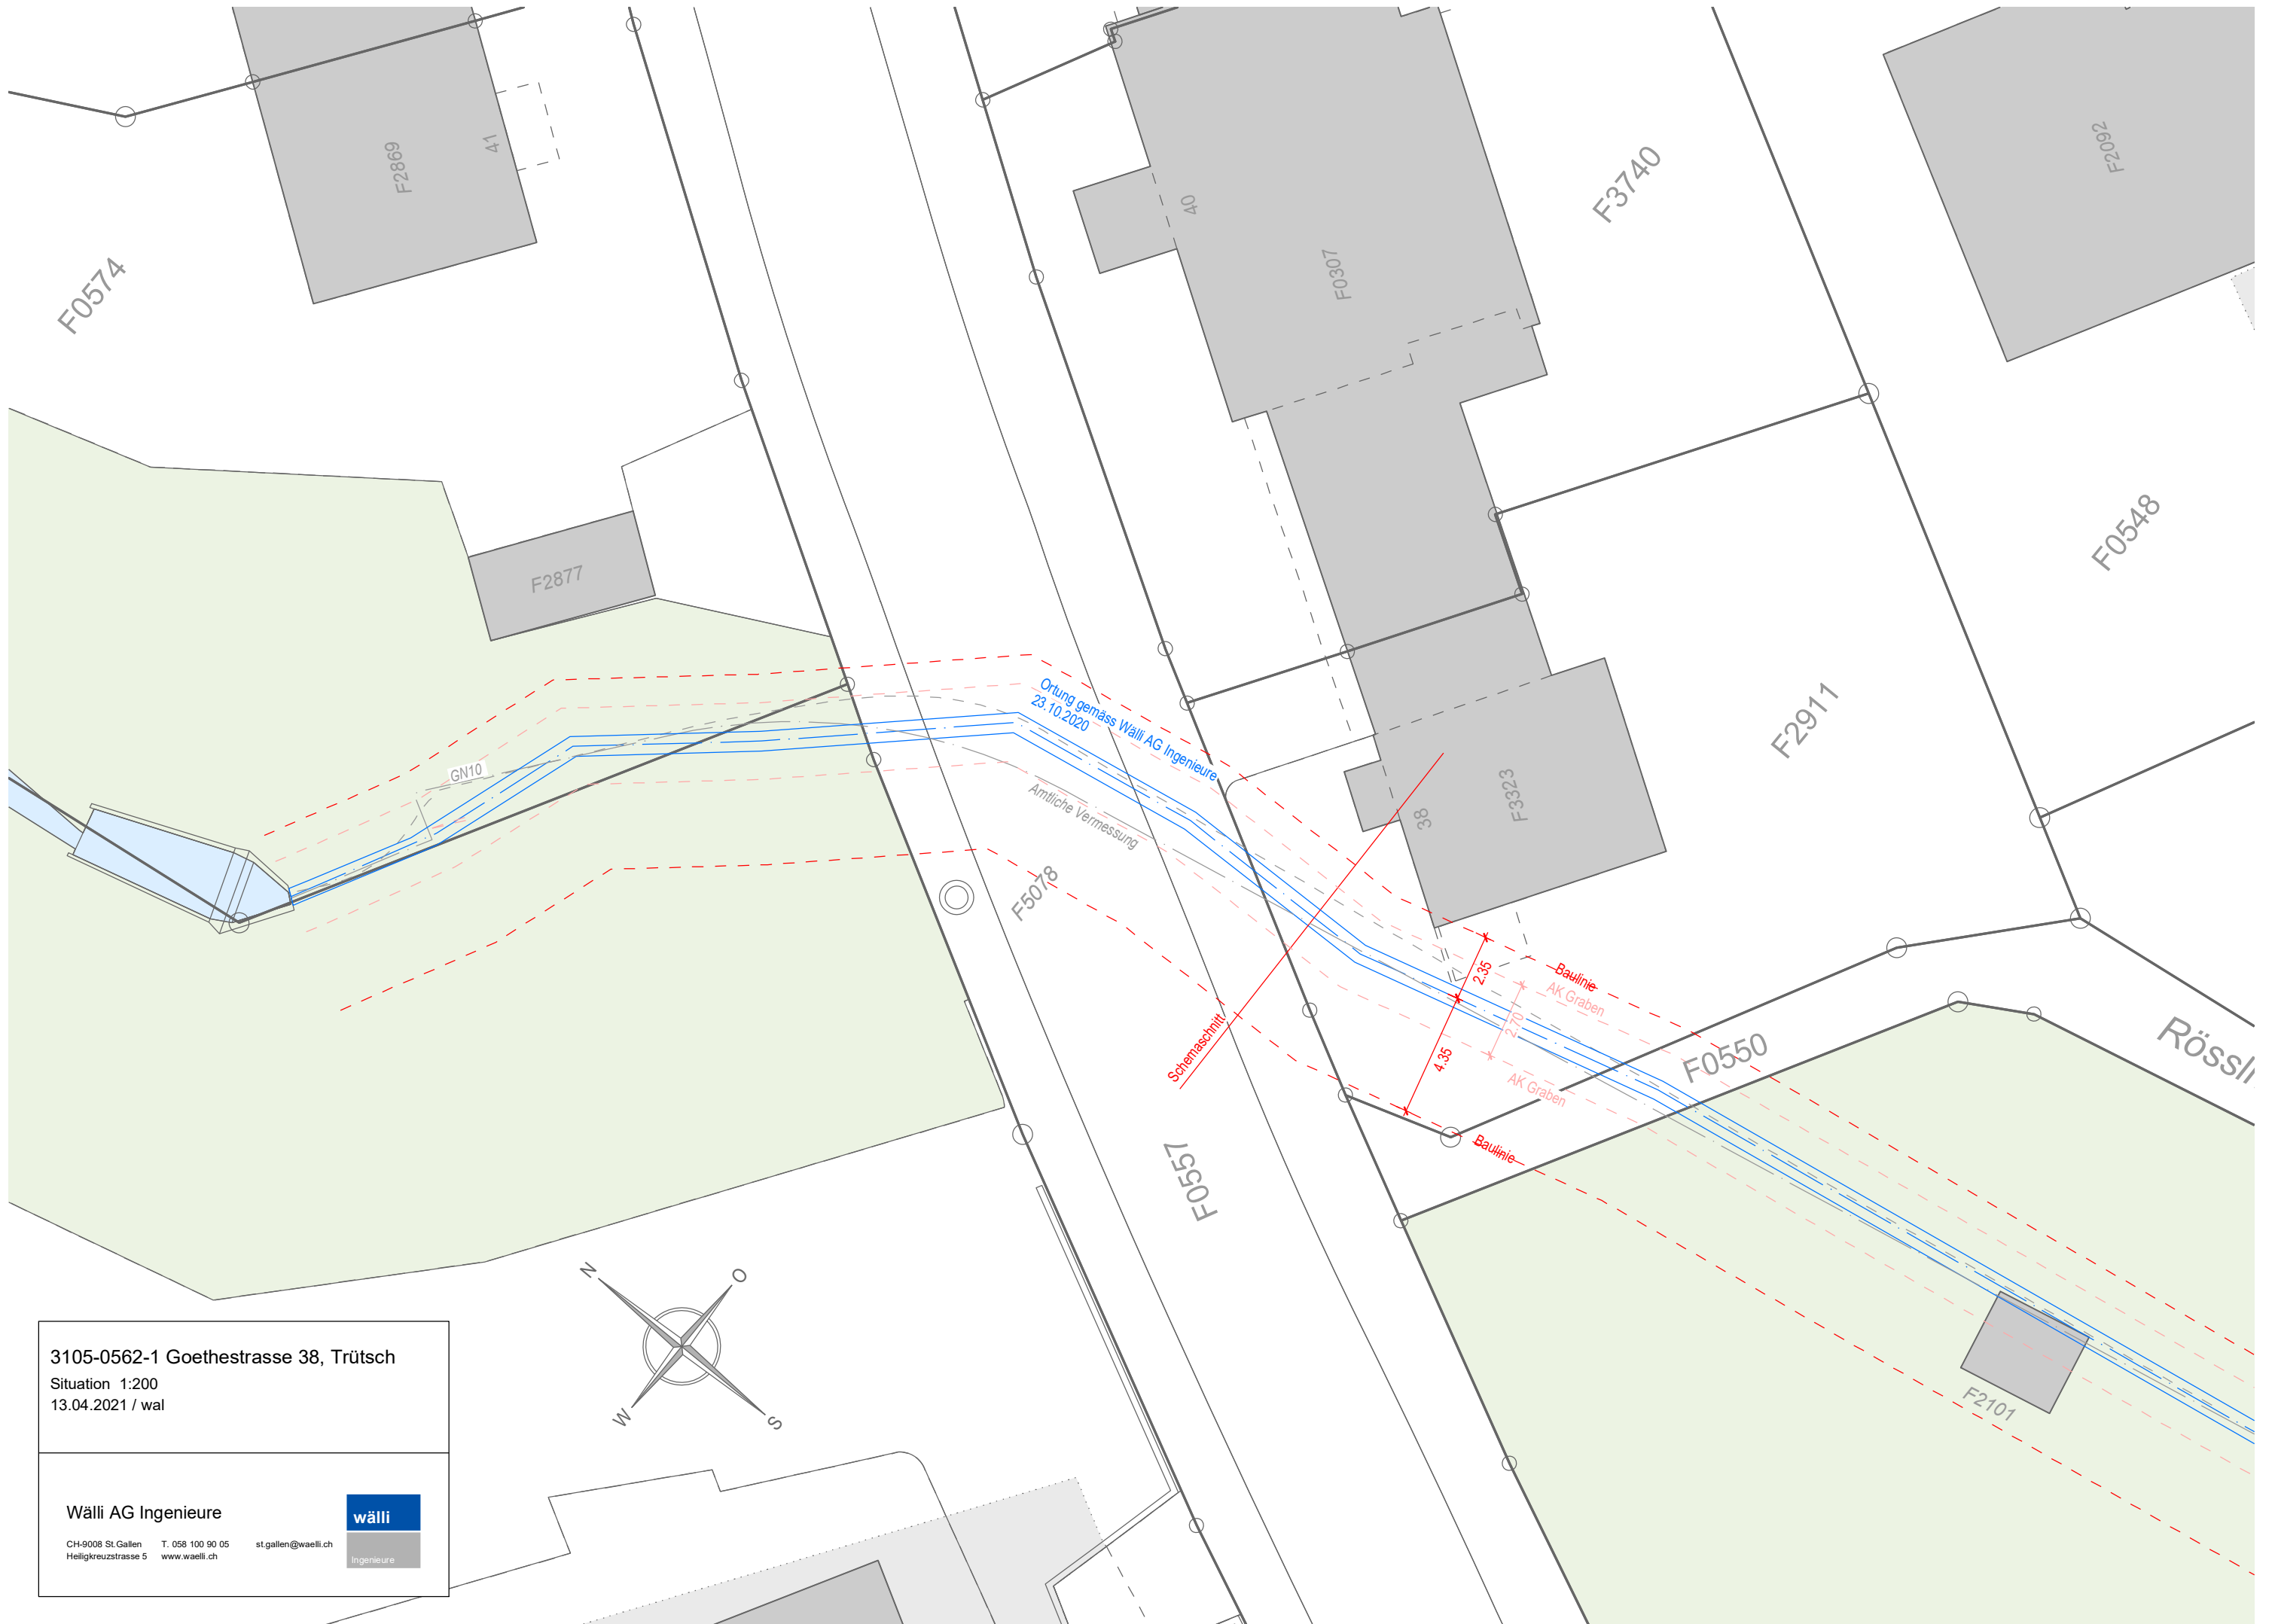 F2869
41
F0574
40
F0307
F3740
F2092
F0548
F2877
F2911
GN10
Ortung gemäss Wälli AG Ingenieure
23.10.2020
Amtliche Vermessung
F5078
38
F3323
Schemaschnitt
2.35
4.35
2.70
Baulinie
AK Graben
AK Graben
Baulinie
F0550
F0557
F2101
N
O
W
S
3105-0562-1 Goethestrasse 38, Trütsch
Situation 1:200
13.04.2021 / wal
Wälli AG Ingenieure
CH-9008 St.Gallen T. 058 100 90 05 st.gallen@waelli.ch
Heiligkreuzstrasse 5 www.waelli.ch
wälli
Ingenieure